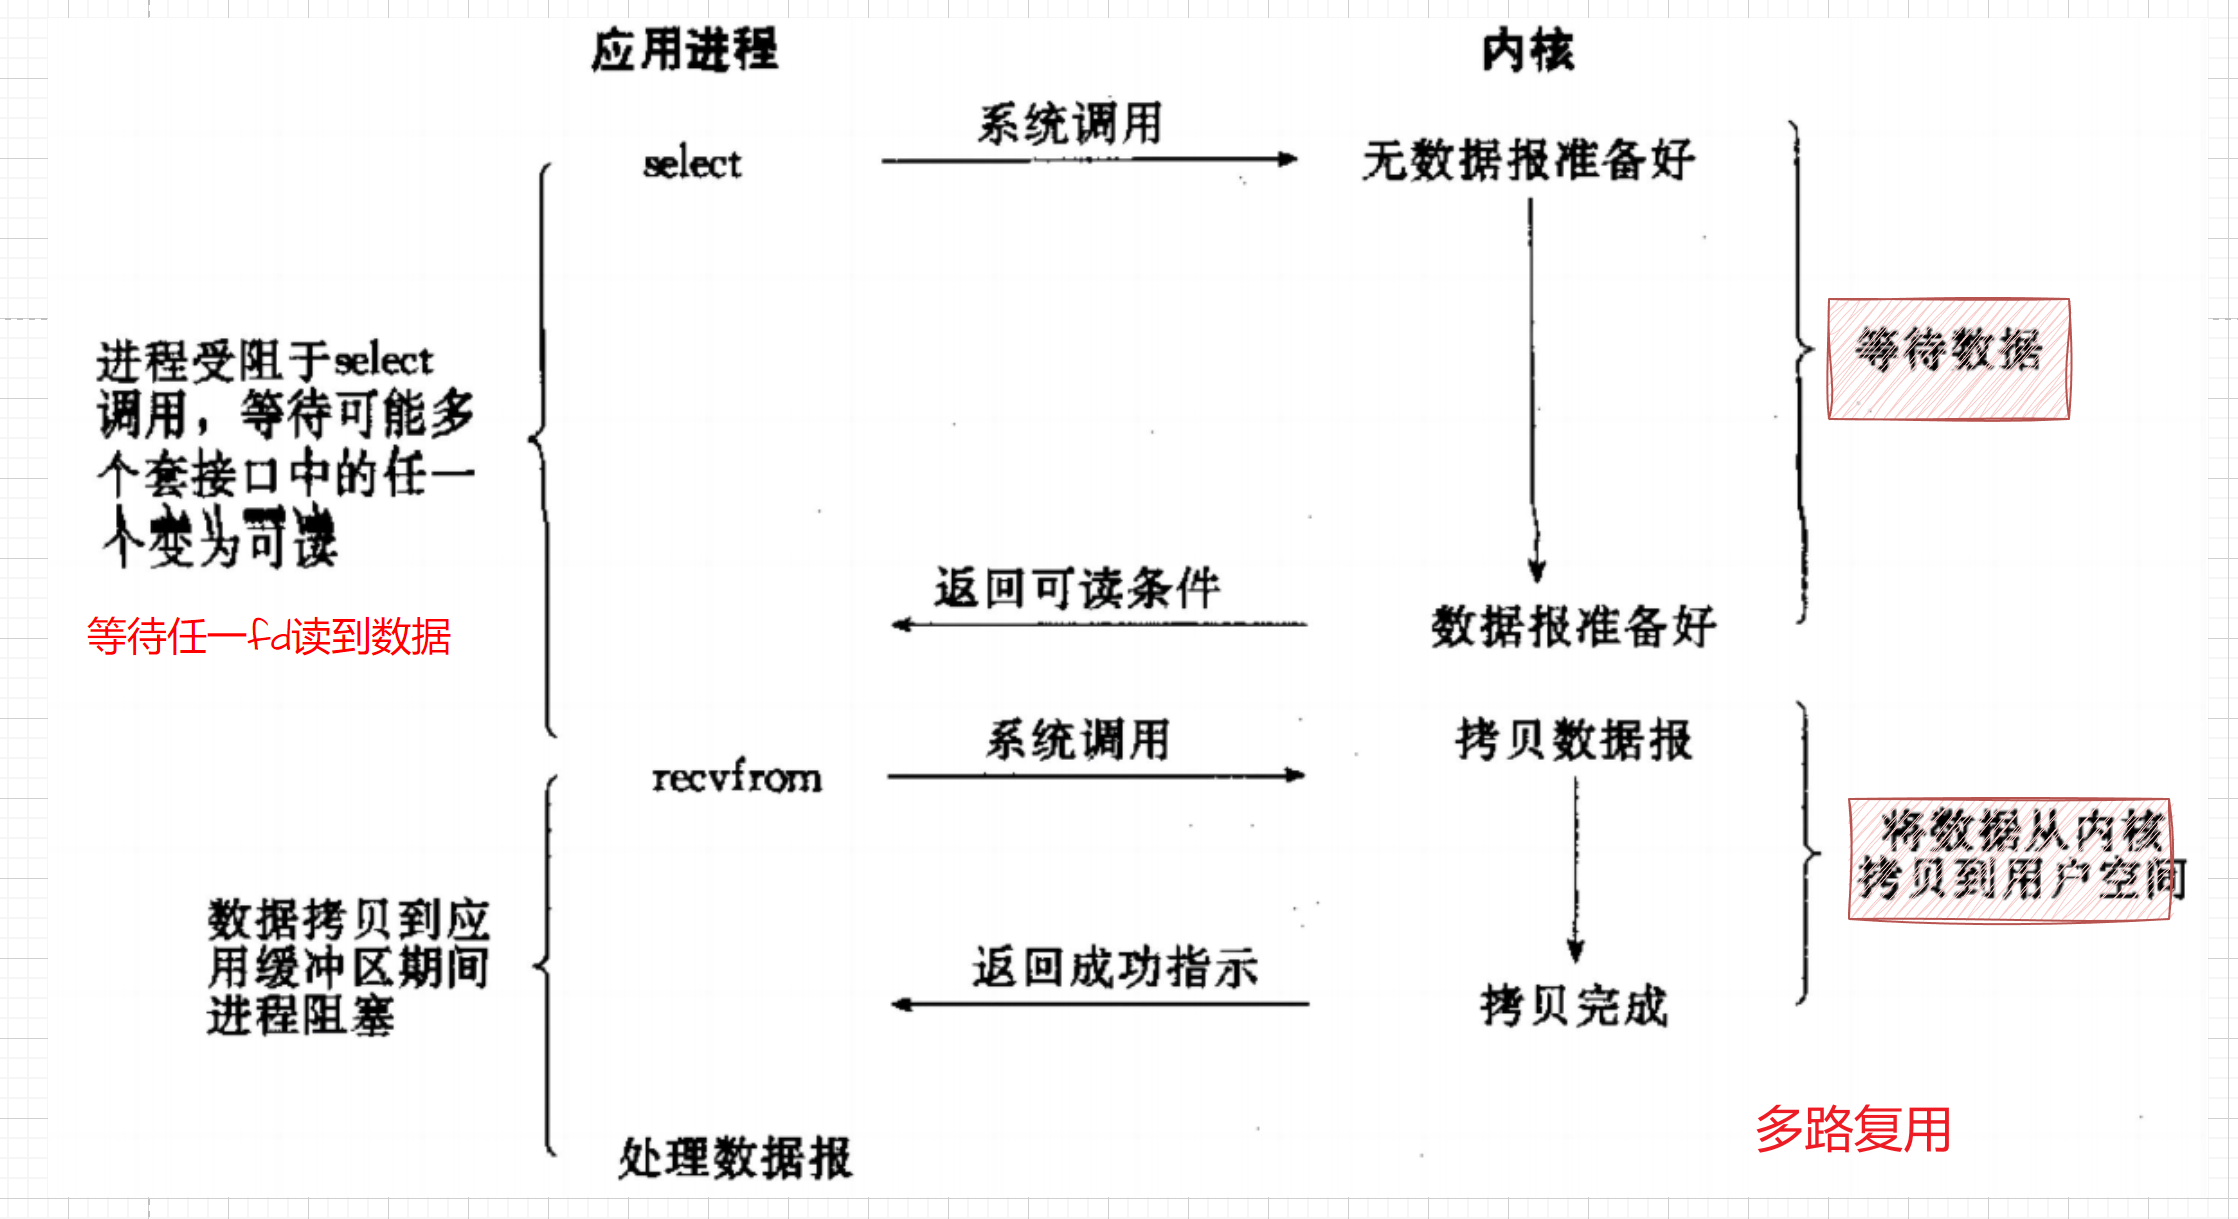 应用进程
内核
系统调用
select
无数据报准备好
等待数据
进程受阻于select
调用，等待可能多
个套接口中的任一
个变为可读
等待任一fd读到数据
返回可读条件
数据报准备好
系统调用
recvfrom
拷贝数据报
将数据从内核
拷贝到用户空间
数据拷贝到应
用缓冲区期间
进程阻塞
返回成功指示
拷贝完成
处理数据报
多路复用